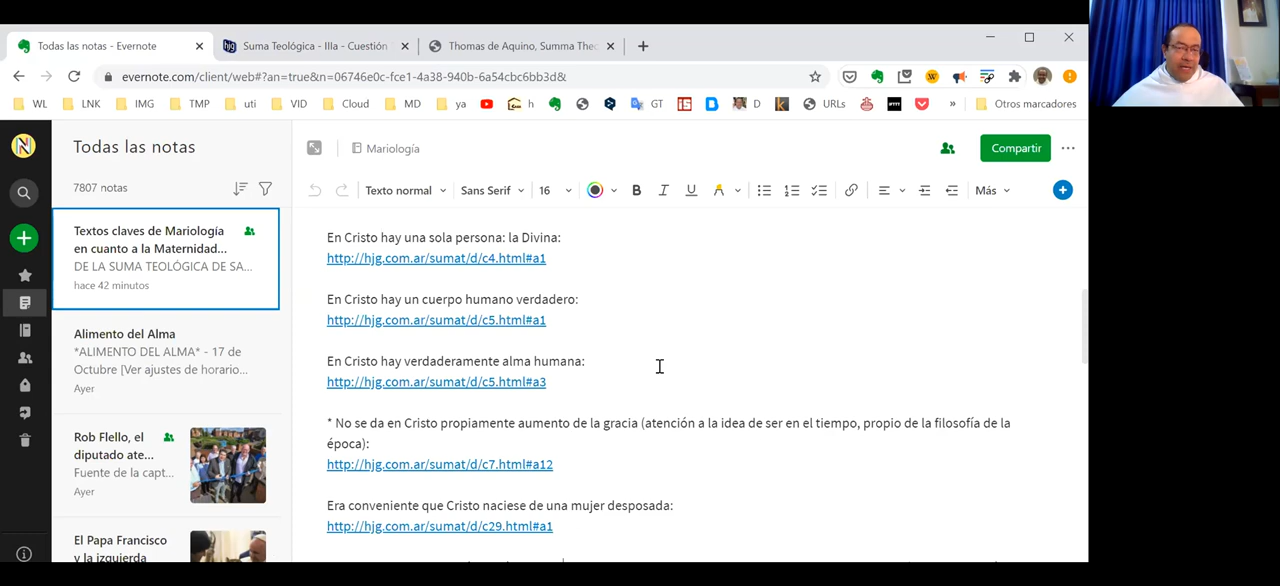 Todas las notas - Evernote
Suma Teológica - IIIa - Cuestión
Thomas de Aquino, Summa Theo
evernote.com/client/web#?an=true&n=06746e0c-fce1-4a38-940b-6a54cbc6bb3d&
WL LNK IMG TMP uti VID Cloud MD ya h GT D URLs » Otros marcadores
Todas las notas
7807 notas
Textos claves de Mariología
en cuanto a la Maternidad...
DE LA SUMA TEOLÓGICA DE SA...
hace 42 minutos
Alimento del Alma
*ALIMENTO DEL ALMA* - 17 de
Octubre [Ver ajustes de horario...
Ayer
Rob Flello, el
diputado ate...
Fuente de la capt...
Ayer
El Papa Francisco
y la izquierda
Mariología
Compartir
Texto normal Sans Serif 16 B I U A Más
En Cristo hay una sola persona: la Divina:
http://hjg.com.ar/sumat/d/c4.html#a1
En Cristo hay un cuerpo humano verdadero:
http://hjg.com.ar/sumat/d/c5.html#a1
En Cristo hay verdaderamente alma humana:
http://hjg.com.ar/sumat/d/c5.html#a3
* No se da en Cristo propiamente aumento de la gracia (atención a la idea de ser en el tiempo, propio de la filosofía de la
época):
http://hjg.com.ar/sumat/d/c7.html#a12
Era conveniente que Cristo naciese de una mujer desposada:
http://hjg.com.ar/sumat/d/c29.html#a1